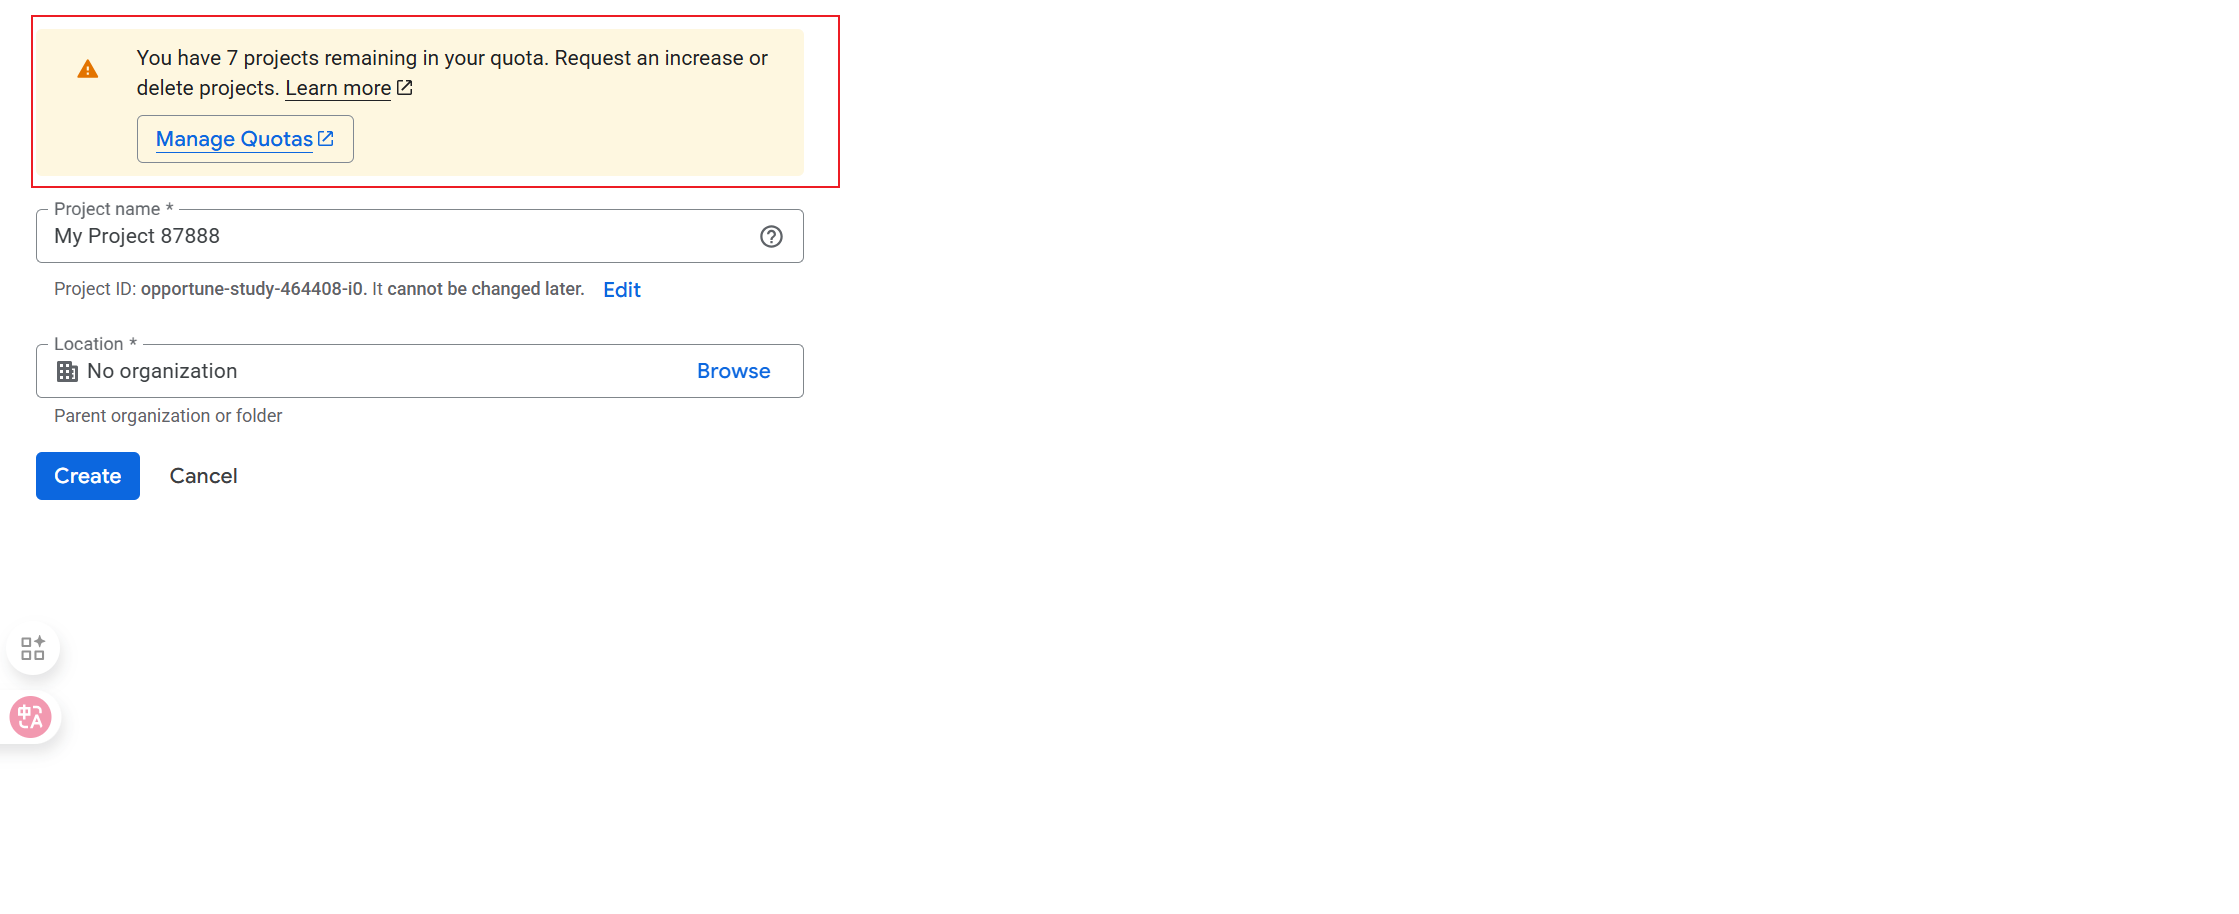 You have 7 projects remaining in your quota. Request an increase or
delete projects. Learn more
Manage Quotas
Project name *
My Project 87888
Project ID: opportune-study-464408-i0. It cannot be changed later. Edit
Location *
No organization Browse
Parent organization or folder
Create Cancel
中A